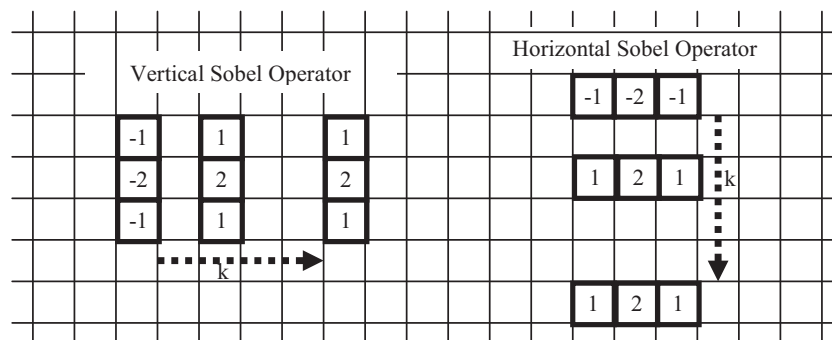 Horizontal Sobel Operator
Vertical Sobel Operator
-1 -2 -1
-1 1 1
-2 2 2
1 2 1
k
-1 1 1
k
1 2 1